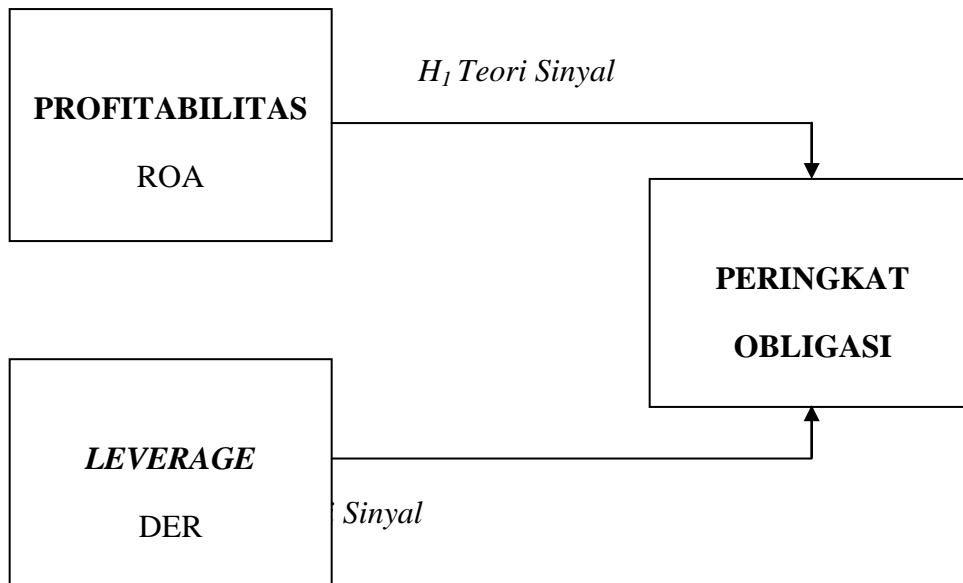 H₁ Teori Sinyal
PROFITABILITAS
ROA
PERINGKAT
OBLIGASI
LEVERAGE
DER
Sinyal